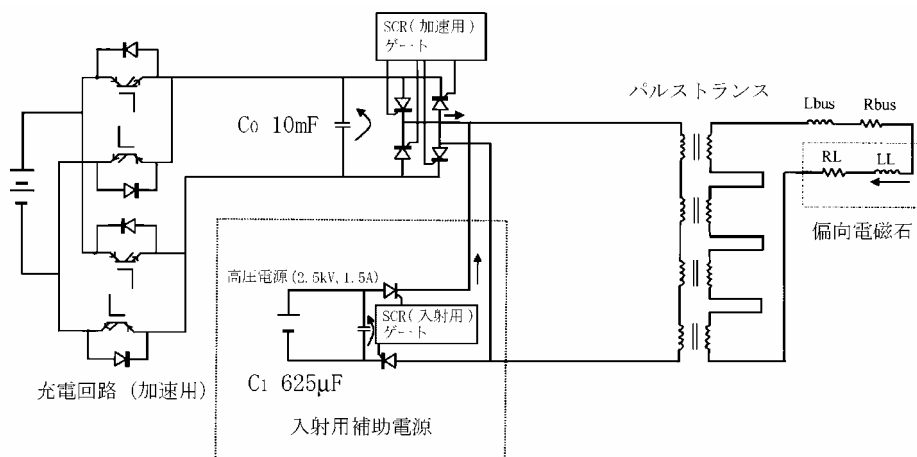 SCR(加速用)
ゲート
パルストランス
Lbus
Rbus
C0 10mF
RL
LL
偏向電磁石
高圧電源(2.5kV, 1.5A)
SCR(入射用)
ゲート
C1 625μF
充電回路 (加速用)
入射用補助電源